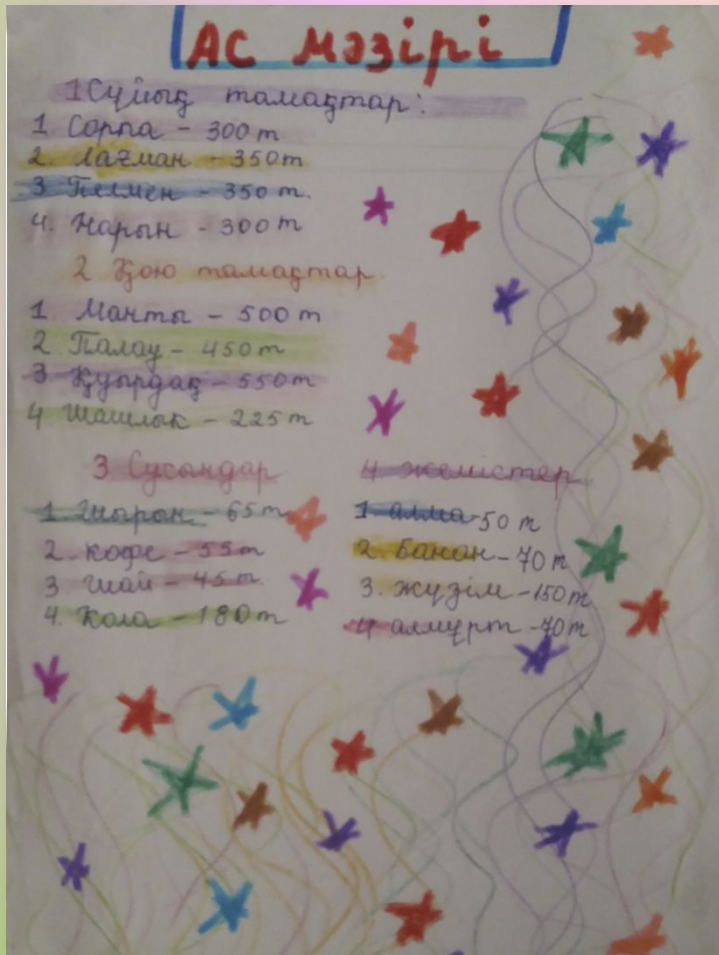 АС мәзірі
1 Сұйық тамақтар:
1. Сорпа - 300 т
2. Лағман - 350 т
3 Пелмен - 350 т.
4. Нарын - 300 т
2 Қою тамақтар.
1. Манты - 500 т
2 Палау - 450 т
3 Қуырдақ - 550 т
4 Шашлык - 225 т
3 Сусындар
1 Шырын - 65 т
2. кофе - 55 т
3 шай - 45 т.
4. Кола - 180 т
4 жемістер
1 алма - 50 т
2. Банан - 70 т
3. жүзім - 150 т
4 алмұрт - 70 т